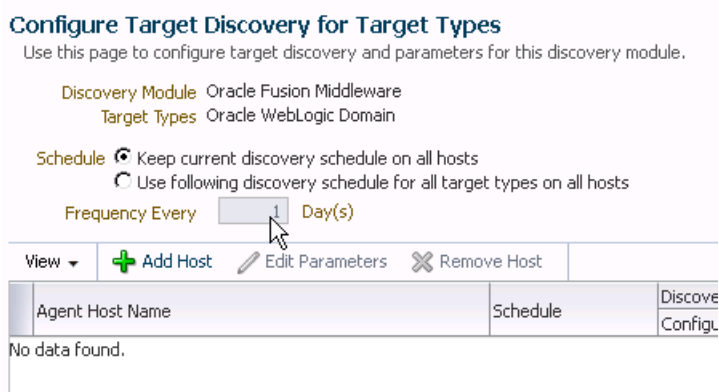 Configure Target Discovery for Target Types
Use this page to configure target discovery and parameters for this discovery module.
Discovery Module Oracle Fusion Middleware
Target Types Oracle WebLogic Domain
Schedule Keep current discovery schedule on all hosts
Use following discovery schedule for all target types on all hosts
Frequency Every 1 Day(s)
View Add Host Edit Parameters Remove Host
Agent Host Name Schedule Discove
Configu
No data found.